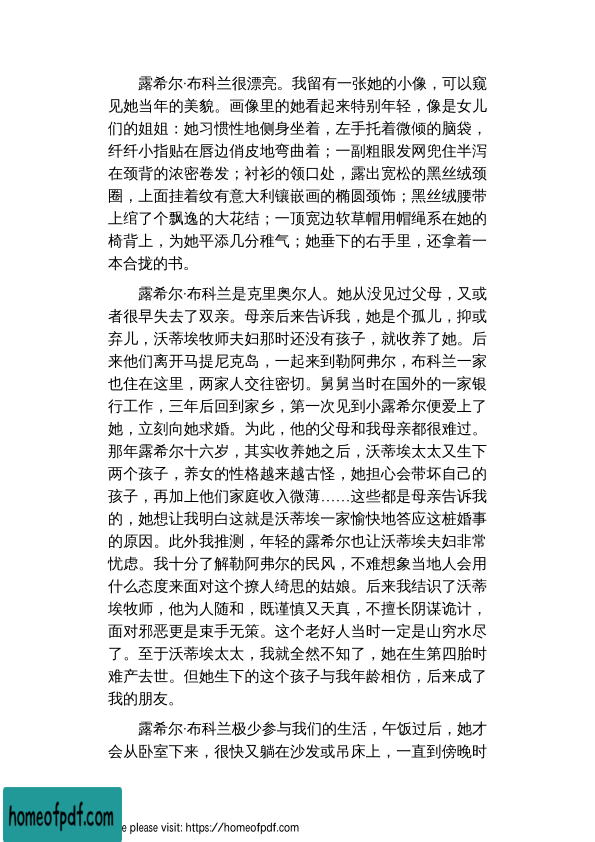 露希尔·布科兰很漂亮。我留有一张她的小像，可以窥
见她当年的美貌。画像里的她看起来特别年轻，像是女儿
们的姐姐：她习惯性地侧身坐着，左手托着微倾的脑袋，
纤纤小指贴在唇边俏皮地弯曲着；一副粗眼发网兜住半泻
在颈背的浓密卷发；衬衫的领口处，露出宽松的黑丝绒颈
圈，上面挂着纹有意大利镶嵌画的椭圆颈饰；黑丝绒腰带
上绾了个飘逸的大花结；一顶宽边软草帽用帽绳系在她的
椅背上，为她平添几分稚气；她垂下的右手里，还拿着一
本合拢的书。
露希尔·布科兰是克里奥尔人。她从没见过父母，又或
者很早失去了双亲。母亲后来告诉我，她是个孤儿，抑或
弃儿，沃蒂埃牧师夫妇那时还没有孩子，就收养了她。后
来他们离开马提尼克岛，一起来到勒阿弗尔，布科兰一家
也住在这里，两家人交往密切。舅舅当时在国外的一家银
行工作，三年后回到家乡，第一次见到小露希尔便爱上了
她，立刻向她求婚。为此，他的父母和我母亲都很难过。
那年露希尔十六岁，其实收养她之后，沃蒂埃太太又生下
两个孩子，养女的性格越来越古怪，她担心会带坏自己的
孩子，再加上他们家庭收入微薄……这些都是母亲告诉我
的，她想让我明白这就是沃蒂埃一家愉快地答应这桩婚事
的原因。此外我推测，年轻的露希尔也让沃蒂埃夫妇非常
忧虑。我十分了解勒阿弗尔的民风，不难想象当地人会用
什么态度来面对这个撩人绮思的姑娘。后来我结识了沃蒂
埃牧师，他为人随和，既谨慎又天真，不擅长阴谋诡计，
面对邪恶更是束手无策。这个老好人当时一定是山穷水尽
了。至于沃蒂埃太太，我就全然不知了，她在生第四胎时
难产去世。但她生下的这个孩子与我年龄相仿，后来成了
我的朋友。
露希尔·布科兰极少参与我们的生活，午饭过后，她才
会从卧室下来，很快又躺在沙发或吊床上，一直到傍晚时
homeofpdf.com
e please visit: https://homeofpdf.com